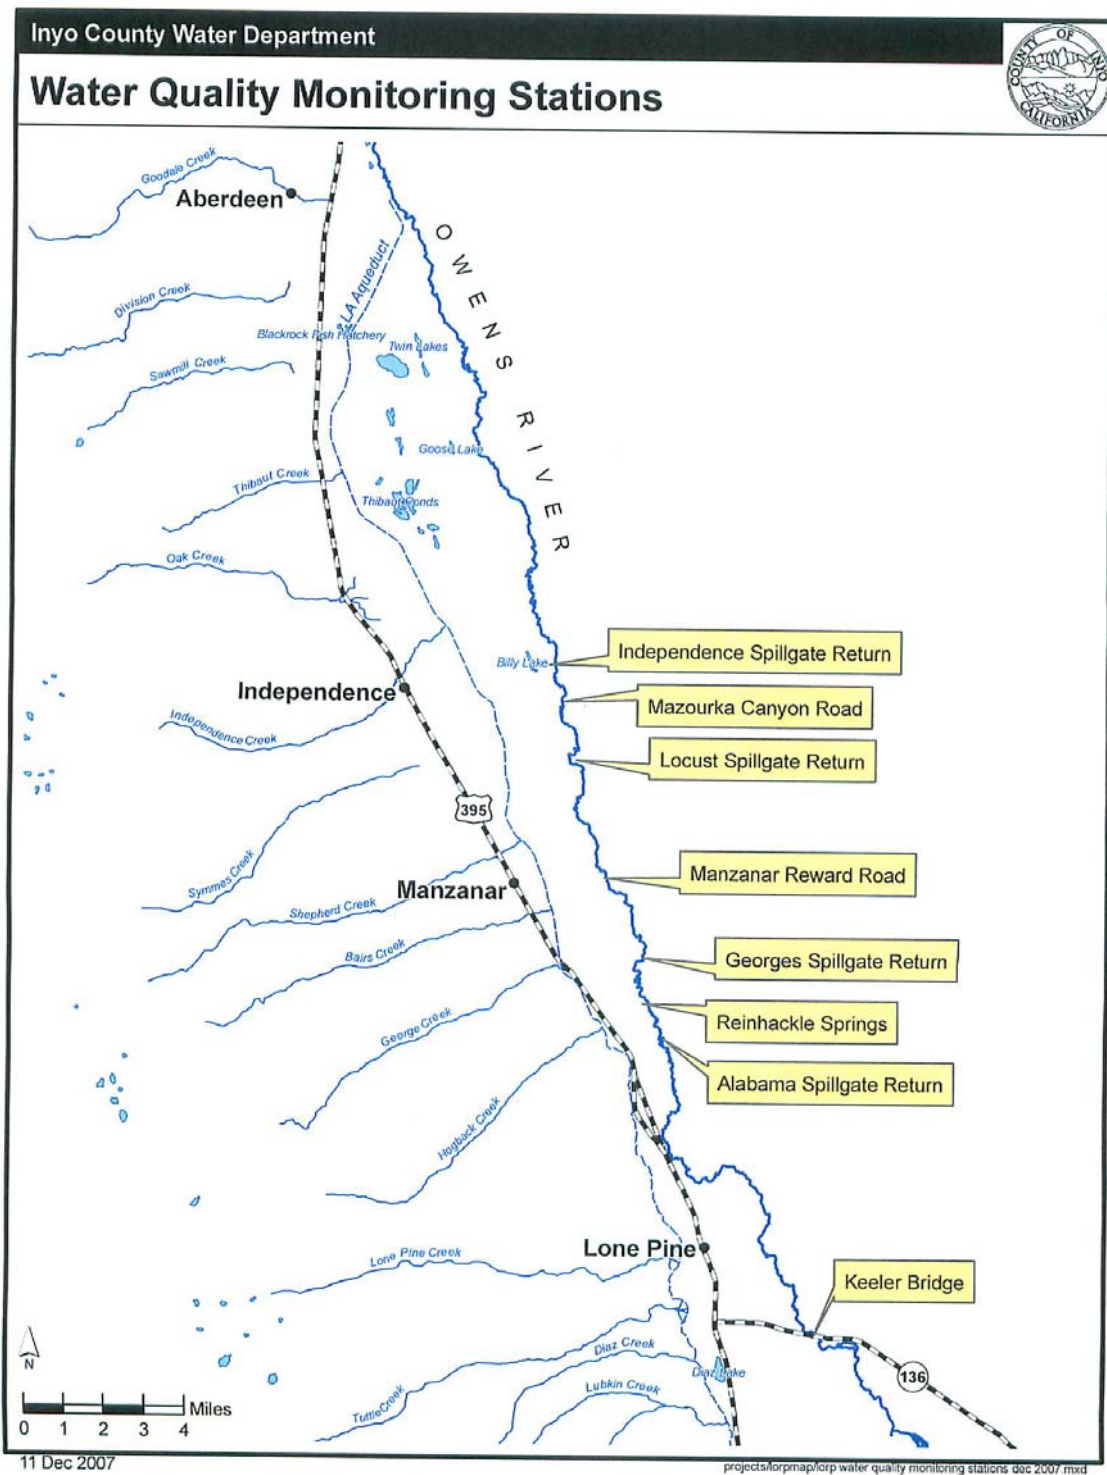 Inyo County Water Department
Water Quality Monitoring Stations
COUNTY OF INYO
CALIFORNIA
Goodale Creek
Aberdeen
OWENS RIVER
LA Aqueduct
Division Creek
Blackrock Fish Hatchery
Twin Lakes
Sawmill Creek
Goose Lake
Thibaut Creek
Thibaut Ponds
Oak Creek
Independence Spillgate Return
Billy Lake
Independence
Mazourka Canyon Road
Independence Creek
Locust Spillgate Return
395
Symmes Creek
Manzanar Reward Road
Manzanar
Shepherd Creek
Bairs Creek
Georges Spillgate Return
George Creek
Reinhackle Springs
Alabama Spillgate Return
Hogback Creek
Lone Pine
Lone Pine Creek
Keeler Bridge
N
Diaz Creek
Diaz Lake
136
Lubkin Creek
Tuttle Creek
Miles
0 1 2 3 4
11 Dec 2007
projects/lorpmap/lorp water quality monitoring stations dec 2007.mxd